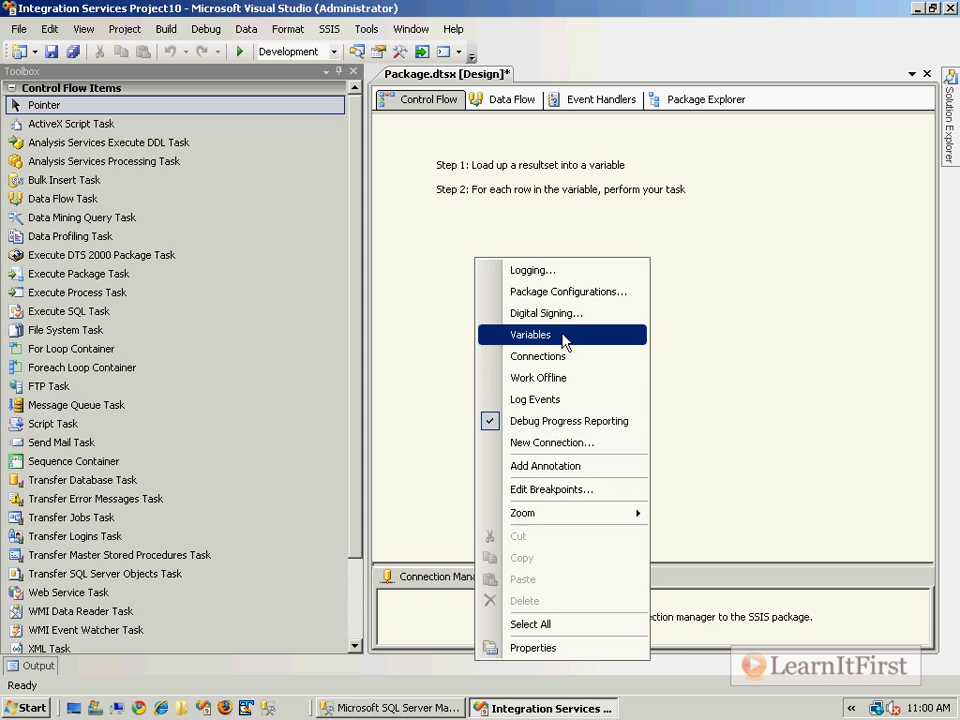 Integration Services Project10 - Microsoft Visual Studio (Administrator)
File Edit View Project Build Debug Data Format SSIS Tools Window Help
Development
Toolbox
Package.dtsx [Design]*
Control Flow Items
Control Flow Data Flow Event Handlers Package Explorer
Solution Explorer
Pointer
ActiveX Script Task
Analysis Services Execute DDL Task
Analysis Services Processing Task
Bulk Insert Task
Data Flow Task
Data Mining Query Task
Data Profiling Task
Execute DTS 2000 Package Task
Execute Package Task
Execute Process Task
Execute SQL Task
File System Task
For Loop Container
Foreach Loop Container
FTP Task
Message Queue Task
Script Task
Send Mail Task
Sequence Container
Transfer Database Task
Transfer Error Messages Task
Transfer Jobs Task
Transfer Logins Task
Transfer Master Stored Procedures Task
Transfer SQL Server Objects Task
Web Service Task
WMI Data Reader Task
WMI Event Watcher Task
XML Task
Step 1: Load up a resultset into a variable
Step 2: For each row in the variable, perform your task
Logging...
Package Configurations...
Digital Signing...
Variables
Connections
Work Offline
Log Events
Debug Progress Reporting
New Connection...
Add Annotation
Edit Breakpoints...
Zoom
Cut
Copy
Paste
Delete
Select All
Properties
Connection Mana
ection manager to the SSIS package.
Output
LearnItFirst
Ready
Start Microsoft SQL Server Ma... Integration Services ... « 11:00 AM